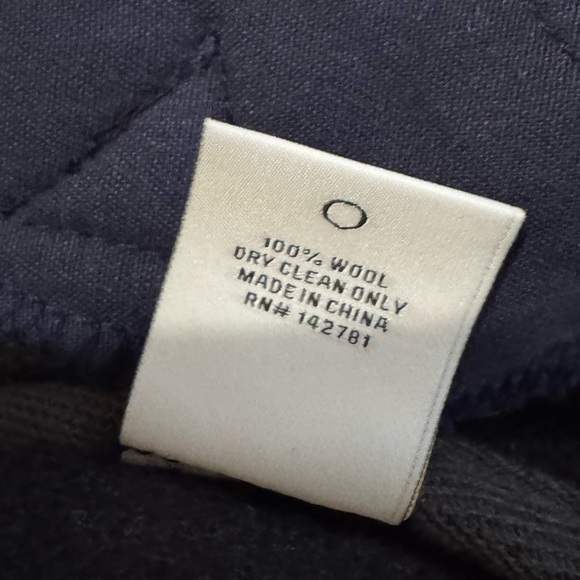 O
100% WOOL
DRY CLEAN ONLY
MADE IN CHINA
RN# 142781